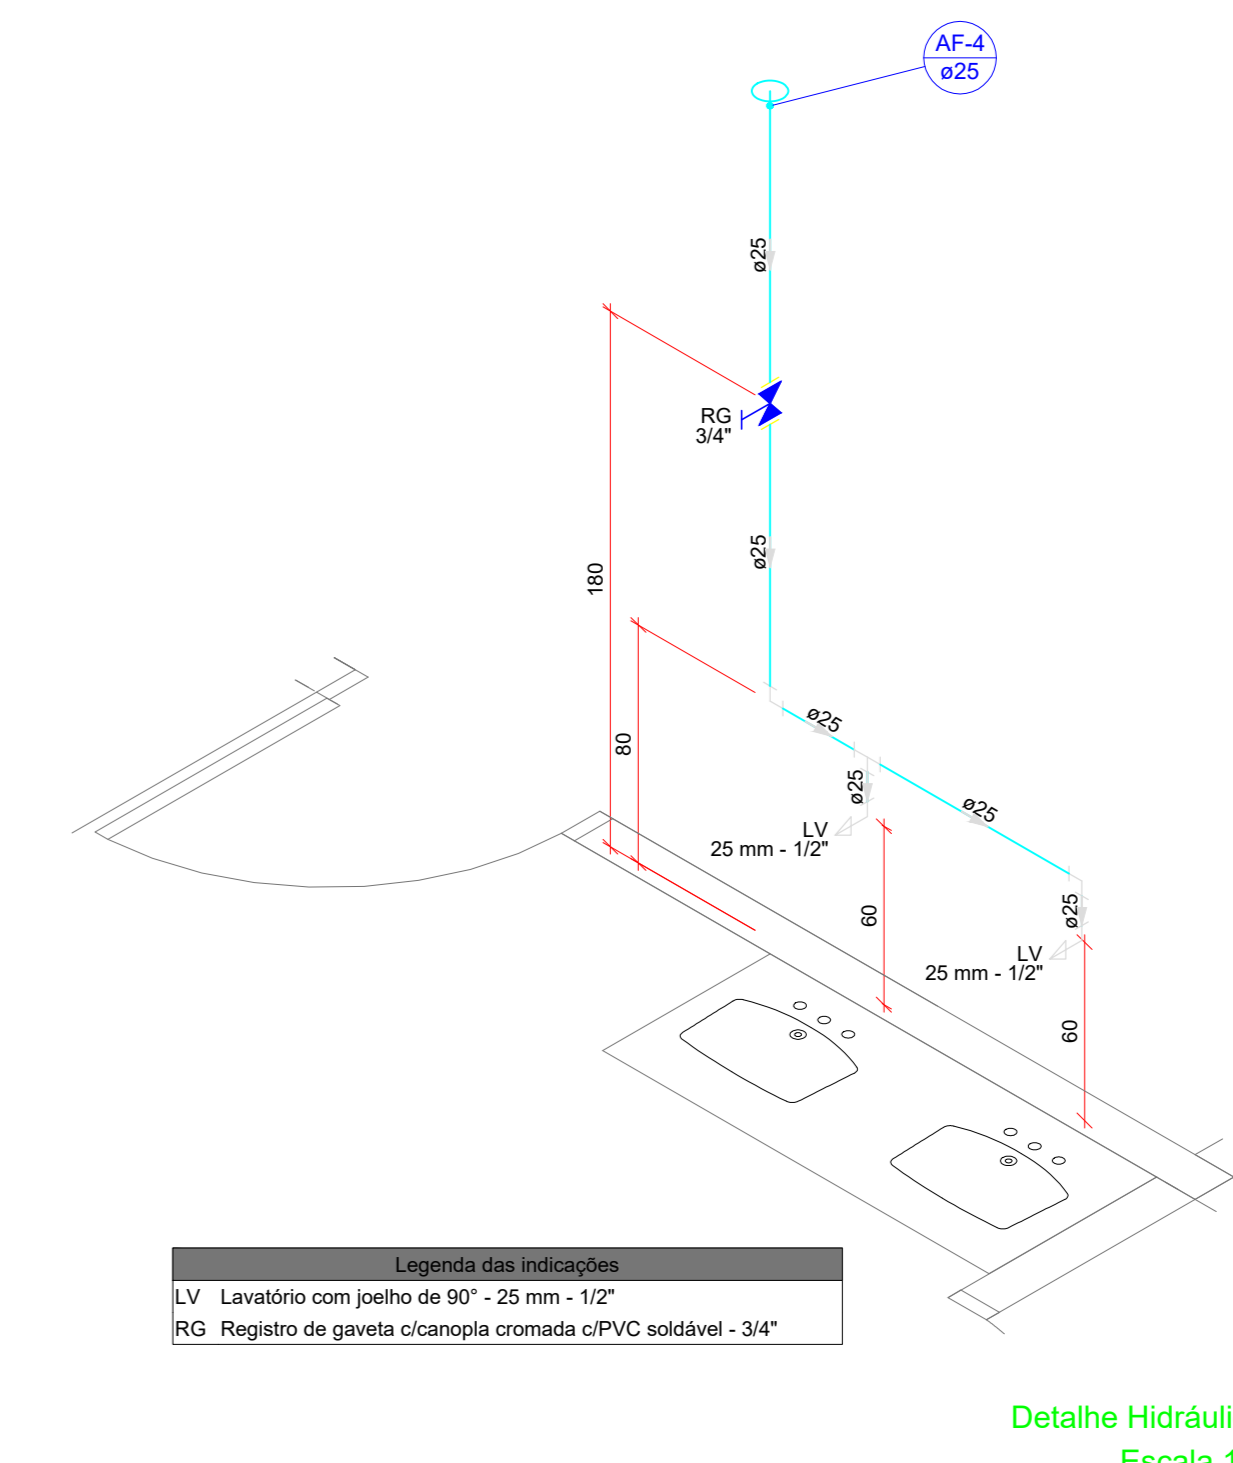 AF-4
ø25
ø25
RG
3/4"
ø25
180
80
ø25
ø25
ø25
LV
25 mm - 1/2"
60
ø25
LV
25 mm - 1/2"
60
Legenda das indicações
LV Lavatório com joelho de 90° - 25 mm - 1/2"
RG Registro de gaveta c/canopla cromada c/PVC soldável - 3/4"
Detalhe Hidráuli
Escala 1